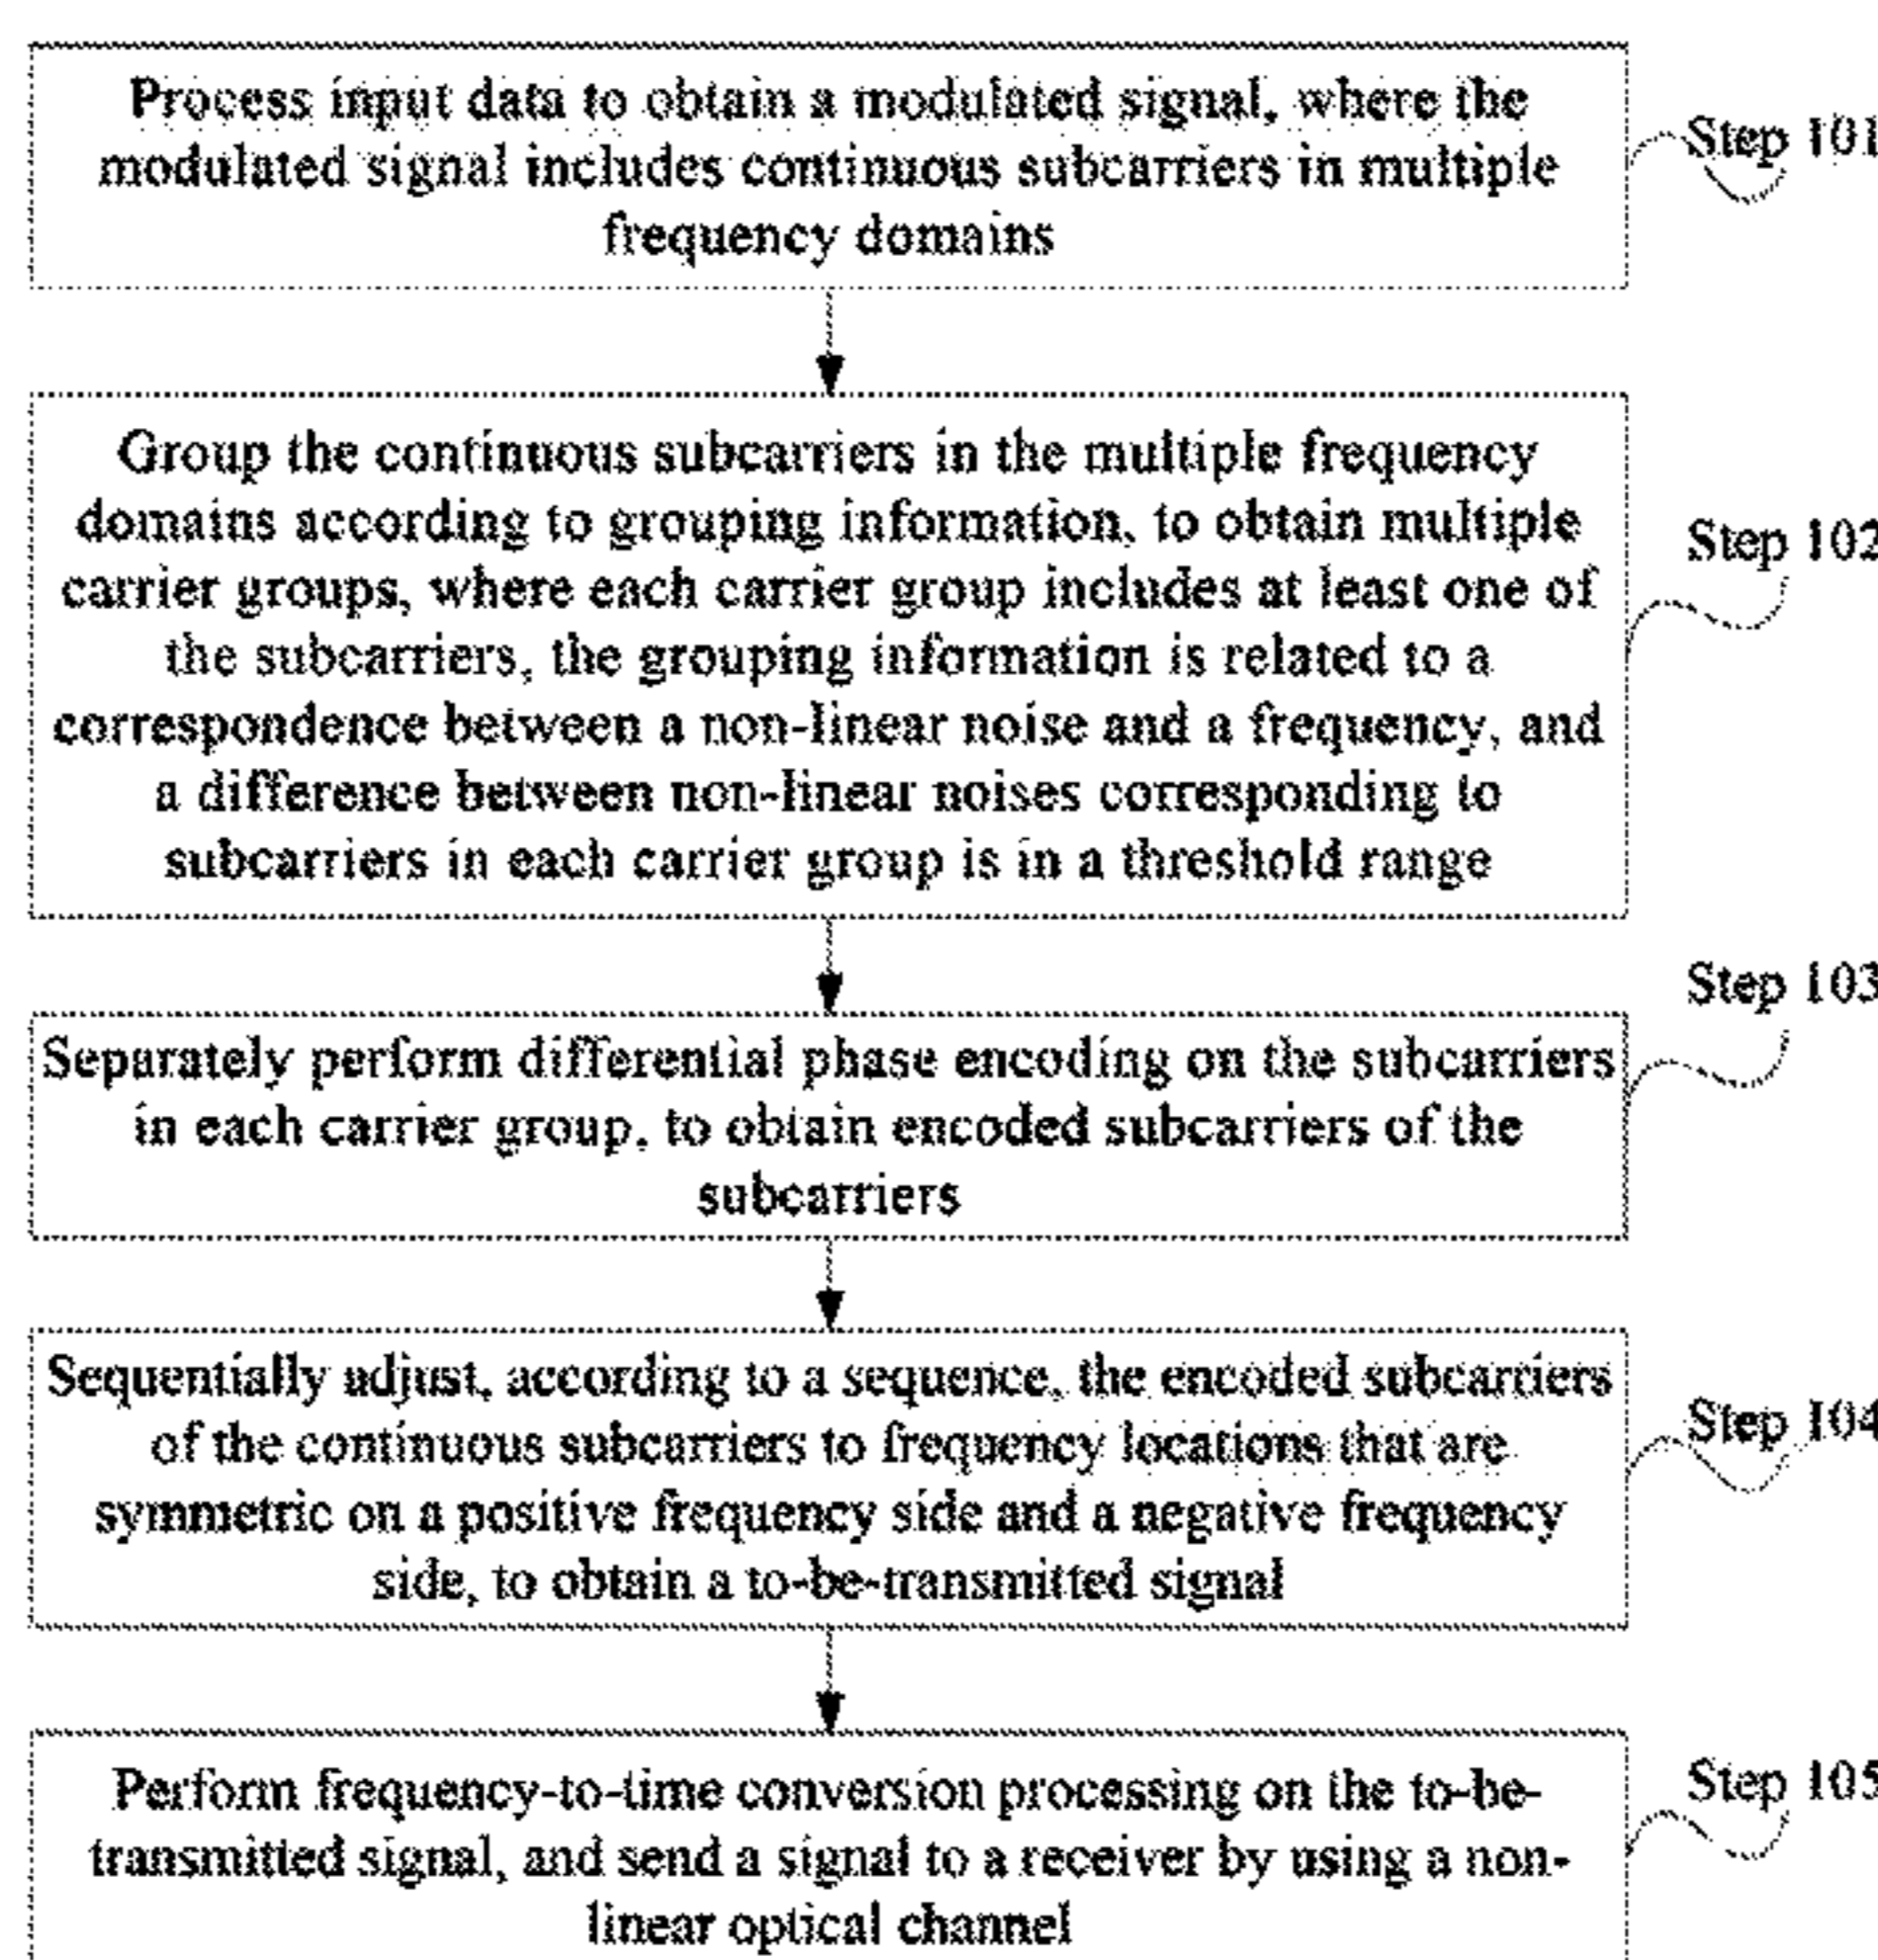 Process input data to obtain a modulated signal, where the
modulated signal includes continuous subcarriers in multiple
frequency domains
Step 101
Group the continuous subcarriers in the multiple frequency
domains according to grouping information, to obtain multiple
carrier groups, where each carrier group includes at least one of
the subcarriers, the grouping information is related to a
correspondence between a non-linear noise and a frequency, and
a difference between non-linear noises corresponding to
subcarriers in each carrier group is in a threshold range
Step 102
Separately perform differential phase encoding on the subcarriers
in each carrier group, to obtain encoded subcarriers of the
subcarriers
Step 103
Sequentially adjust, according to a sequence, the encoded subcarriers
of the continuous subcarriers to frequency locations that are
symmetric on a positive frequency side and a negative frequency
side, to obtain a to-be-transmitted signal
Step 104
Perform frequency-to-time conversion processing on the to-be-
transmitted signal, and send a signal to a receiver by using a non-
linear optical channel
Step 105